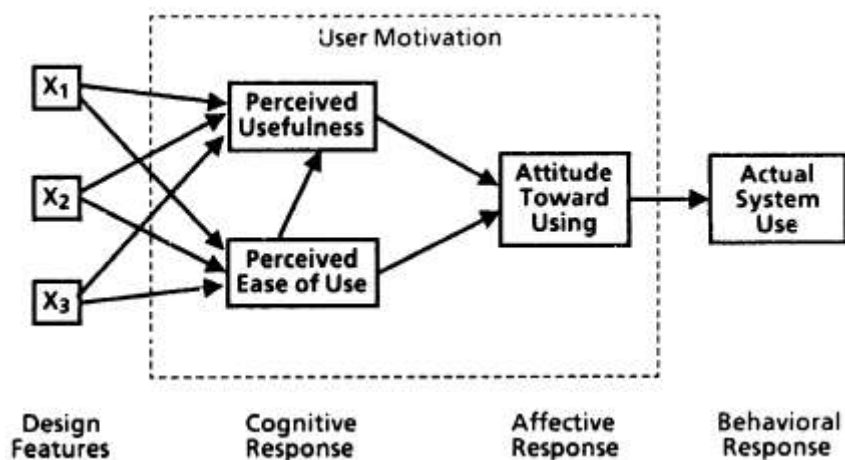 User Motivation
X1
X2
X3
Perceived
Usefulness
Perceived
Ease of Use
Attitude
Toward
Using
Actual
System
Use
Design
Features
Cognitive
Response
Affective
Response
Behavioral
Response